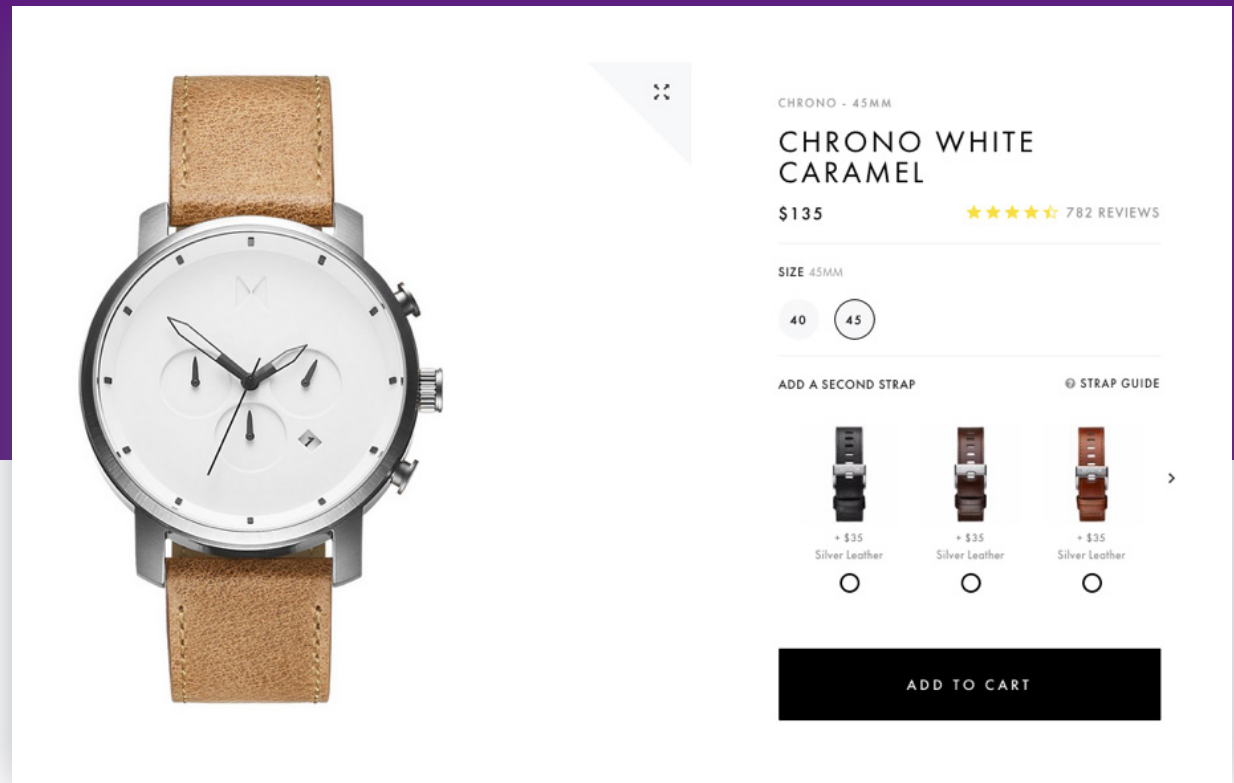 CHRONO - 45MM
CHRONO WHITE
CARAMEL
$135
782 REVIEWS
SIZE 45MM
40
45
ADD A SECOND STRAP
STRAP GUIDE
+ $35
Silver Leather
+ $35
Silver Leather
+ $35
Silver Leather
ADD TO CART